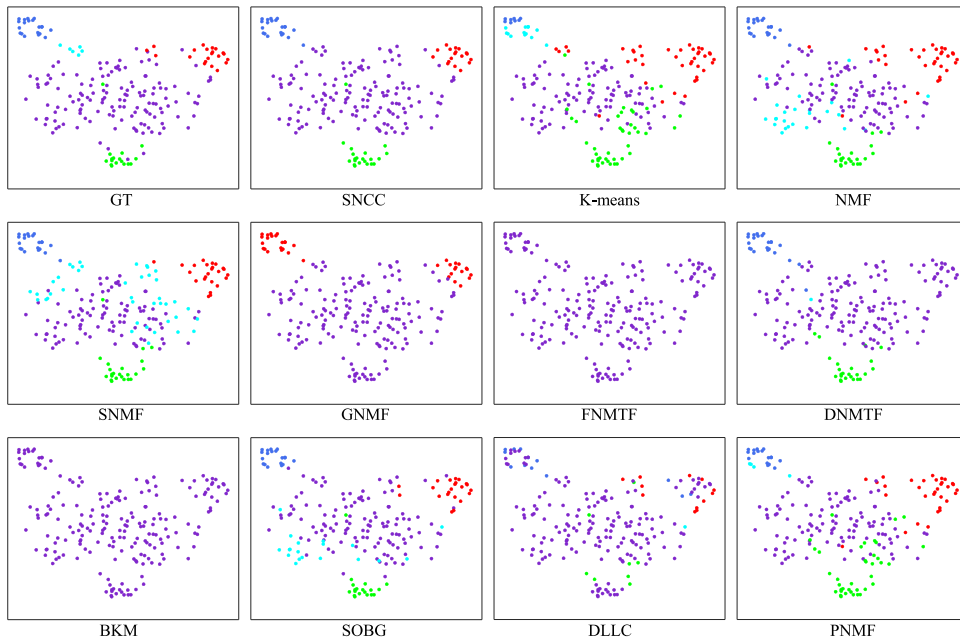 GT SNCC K-means NMF
SNMF GNMF FNMTF DNMTF
BKM SOBG DLLC PNMF